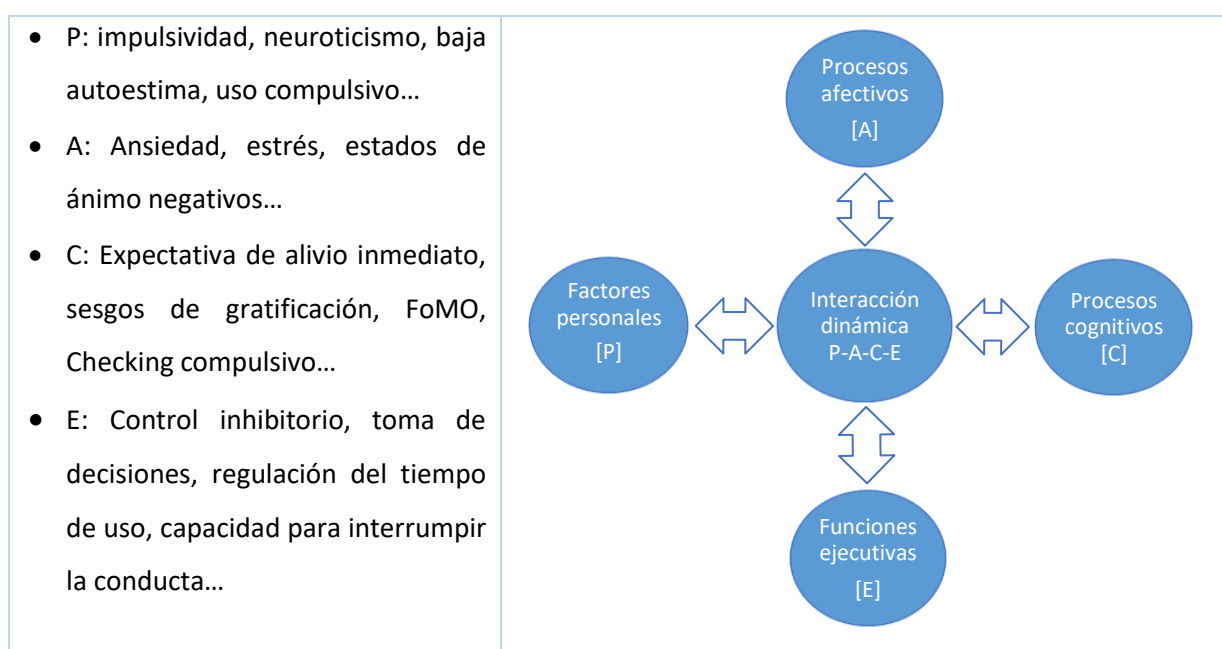 • P: impulsividad, neuroticismo, baja
autoestima, uso compulsivo…
• A: Ansiedad, estrés, estados de
ánimo negativos…
• C: Expectativa de alivio inmediato,
sesgos de gratificación, FoMO,
Checking compulsivo…
• E: Control inhibitorio, toma de
decisiones, regulación del tiempo
de uso, capacidad para interrumpir
la conducta…
Procesos
afectivos
[A]
Factores
personales
[P]
Interacción
dinámica
P-A-C-E
Procesos
cognitivos
[C]
Funciones
ejecutivas
[E]